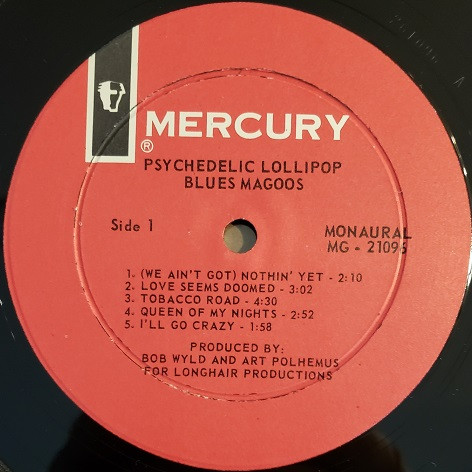 MERCURY
®
PSYCHEDELIC LOLLIPOP
BLUES MAGOOS
Side 1
MONAURAL
MG - 21096
1. (WE AIN'T GOT) NOTHIN' YET - 2:10
2. LOVE SEEMS DOOMED - 3:02
3. TOBACCO ROAD - 4:30
4. QUEEN OF MY NIGHTS - 2:52
5. I'LL GO CRAZY - 1:58
PRODUCED BY:
BOB WYLD AND ART POLHEMUS
FOR LONGHAIR PRODUCTIONS